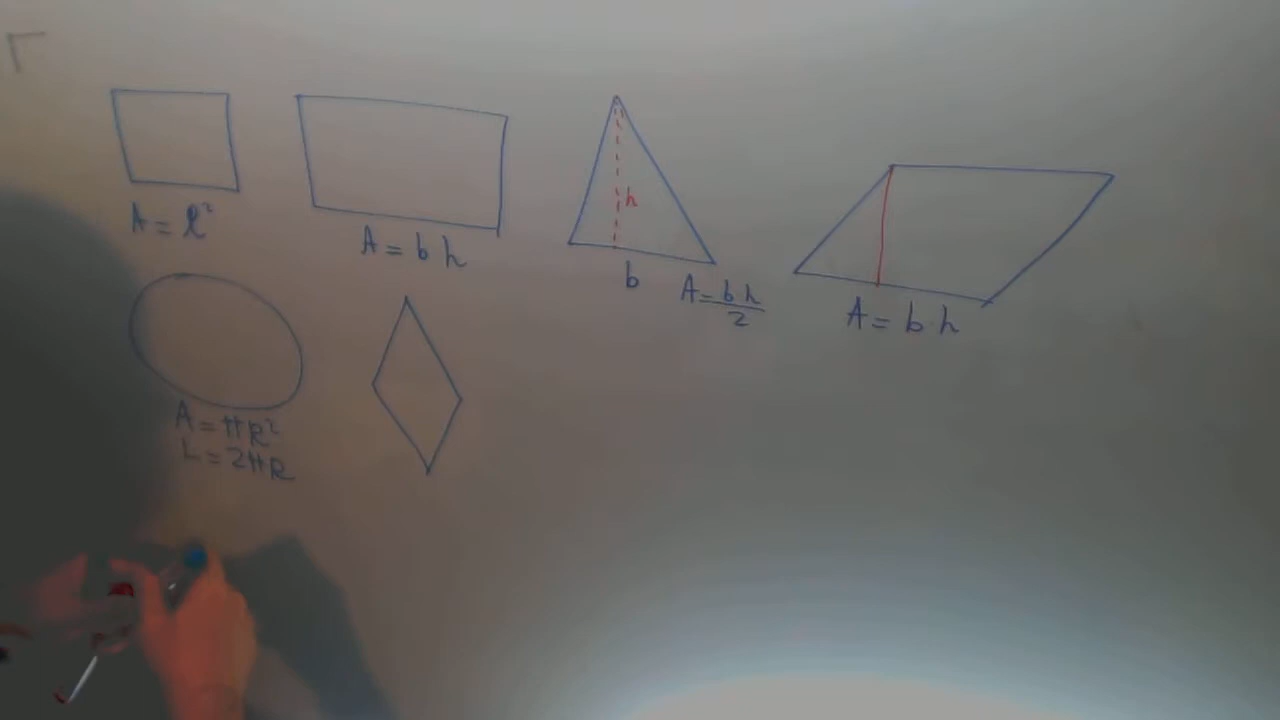 A = l²
A = b h
h
b
A = b h / 2
A = b h
A = πR²
L = 2πR